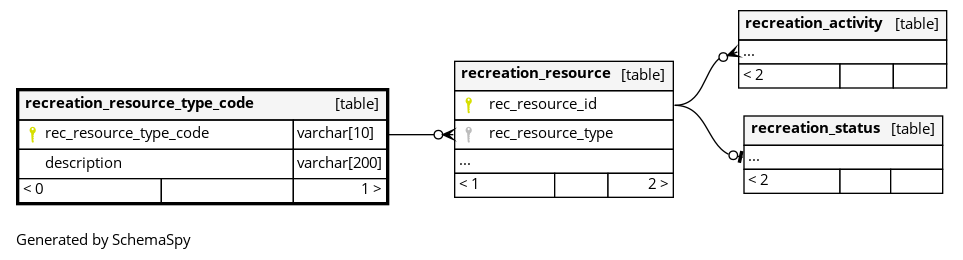 recreation_resource_type_code [table]
rec_resource_type_code varchar[10]
description varchar[200]
< 0 1 >
recreation_resource [table]
rec_resource_id
rec_resource_type
...
< 1 2 >
recreation_activity [table]
...
< 2
recreation_status [table]
...
< 2
Generated by SchemaSpy